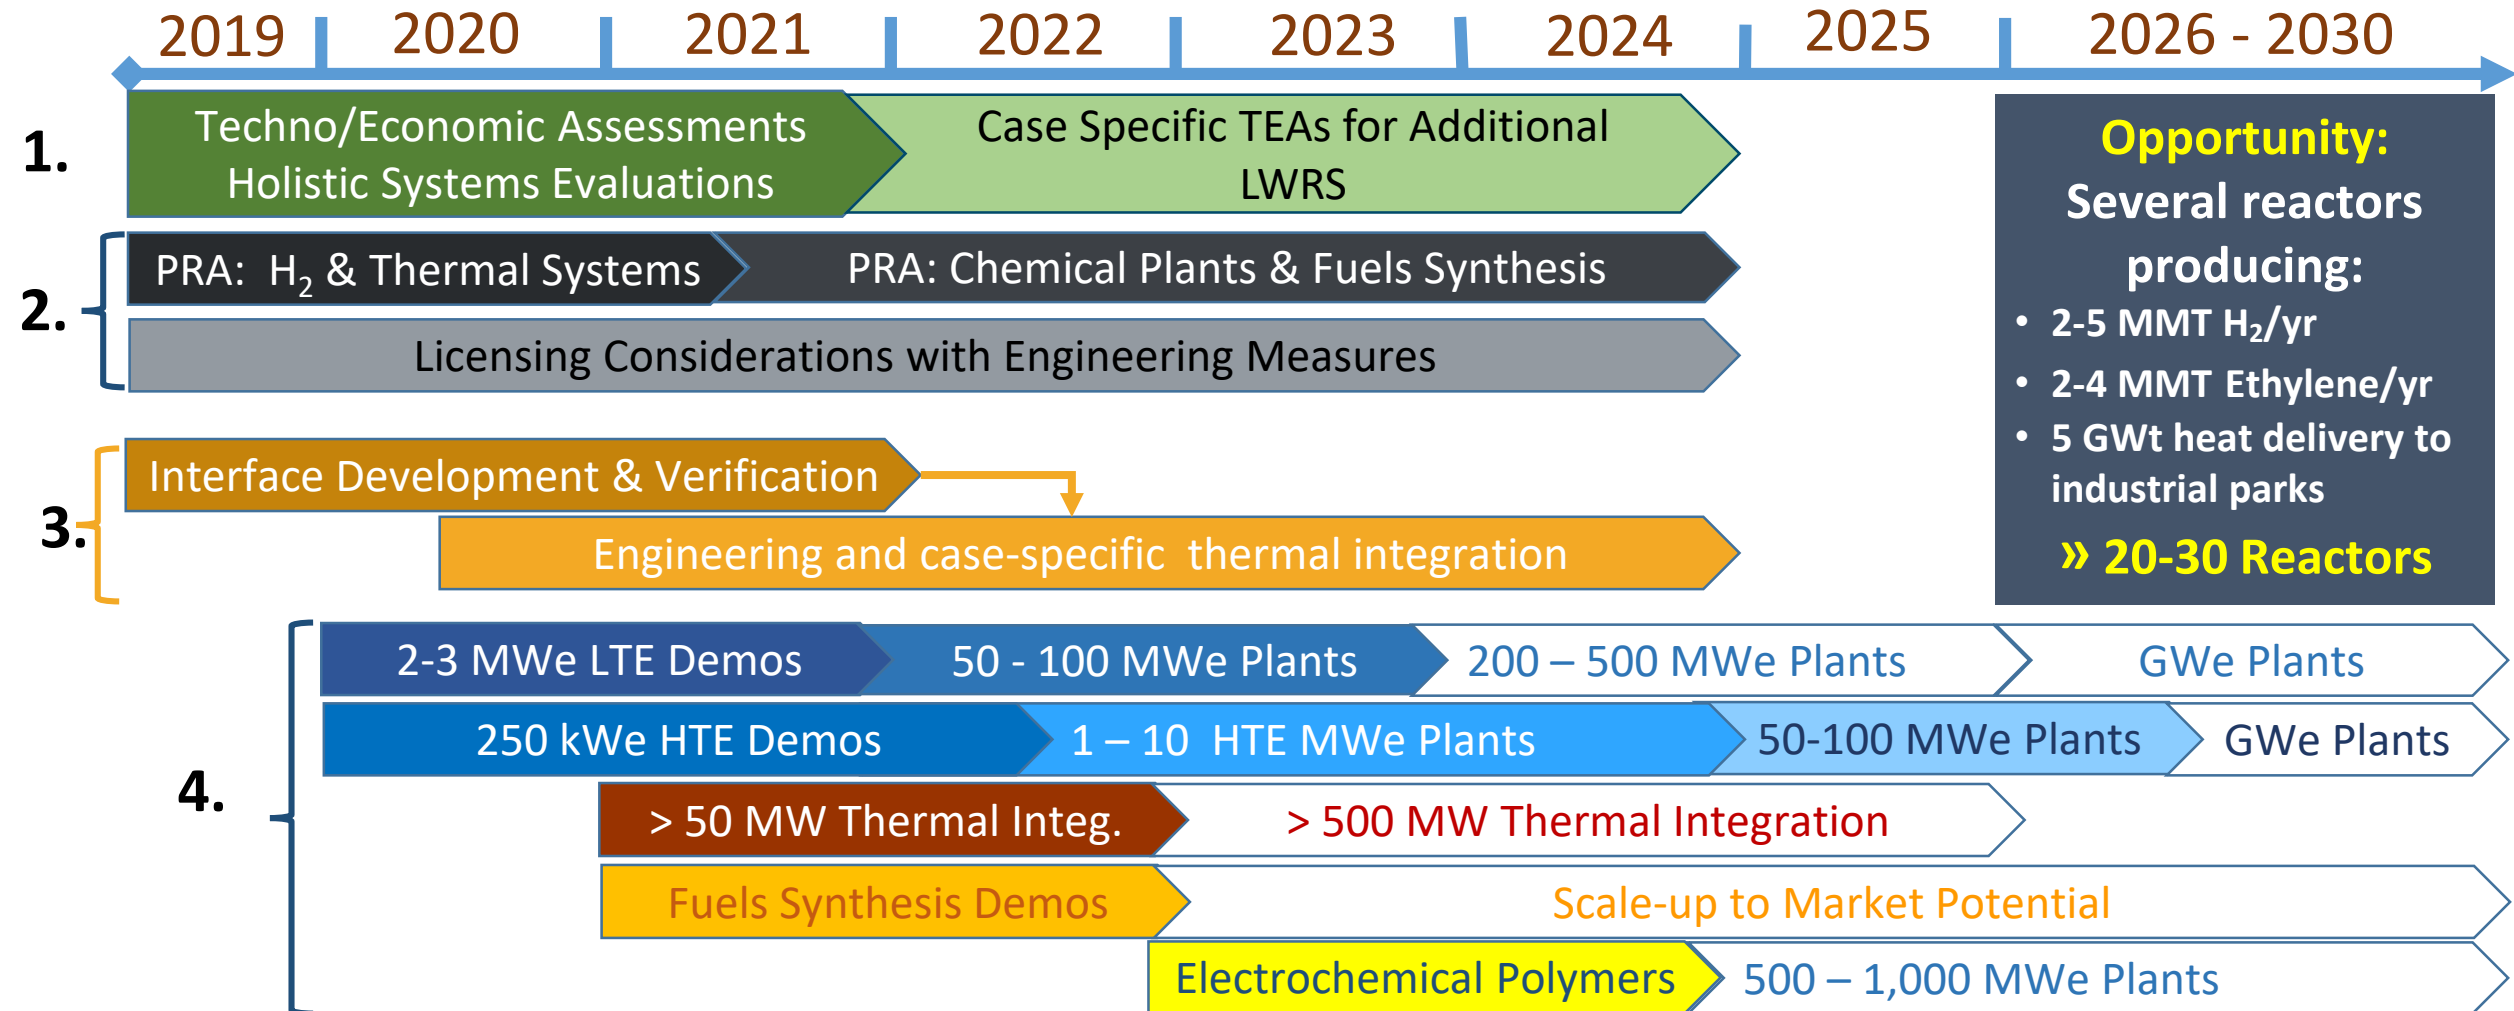 2019 2020 2021 2022 2023 2024 2025 2026 - 2030
1.
Techno/Economic Assessments
Holistic Systems Evaluations
Case Specific TEAs for Additional
LWRS
2.
PRA: H₂ & Thermal Systems
PRA: Chemical Plants & Fuels Synthesis
Licensing Considerations with Engineering Measures
3.
Interface Development & Verification
Engineering and case-specific thermal integration
4.
2-3 MWe LTE Demos
50 - 100 MWe Plants
200 – 500 MWe Plants
GWe Plants
250 kWe HTE Demos
1 – 10 HTE MWe Plants
50-100 MWe Plants
GWe Plants
> 50 MW Thermal Integ.
> 500 MW Thermal Integration
Fuels Synthesis Demos
Scale-up to Market Potential
Electrochemical Polymers
500 – 1,000 MWe Plants
Opportunity:
Several reactors
producing:
• 2-5 MMT H₂/yr
• 2-4 MMT Ethylene/yr
• 5 GWt heat delivery to
industrial parks
» 20-30 Reactors